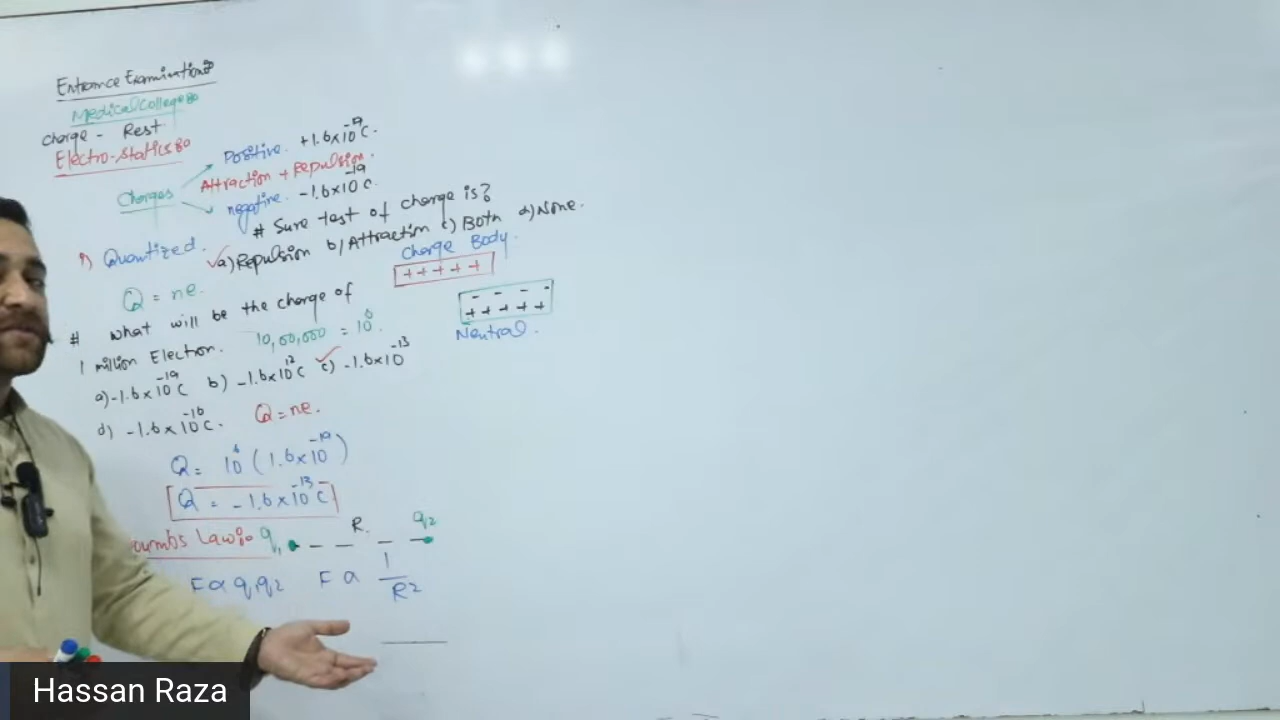 Entrance Examination:
Medical College:
Charge - Rest
Electro-statics:
Charges
Positive. +1.6×10⁻¹⁹C.
Attraction + Repulsion.
negative. -1.6×10⁻¹⁹C.
# Sure test of charge is?
a) Repulsion b) Attraction c) Both d) None.
1) Quantized.
Q = ne.
Charge Body.
+ + + + +
- - - -
+ + + + +
Neutral.
# What will be the charge of
1 million Electron. 10,00,000 = 10⁶.
a) -1.6×10⁻¹⁹C b) -1.6×10¹²C c) -1.6×10⁻¹³
d) -1.6×10⁻¹⁶C. Q = ne.
Q = 10⁶(1.6×10⁻¹⁹)
Q = -1.6×10⁻¹³C
oumbs law: q₁ R. q₂
F α q₁q₂ F α 1/R²
Hassan Raza